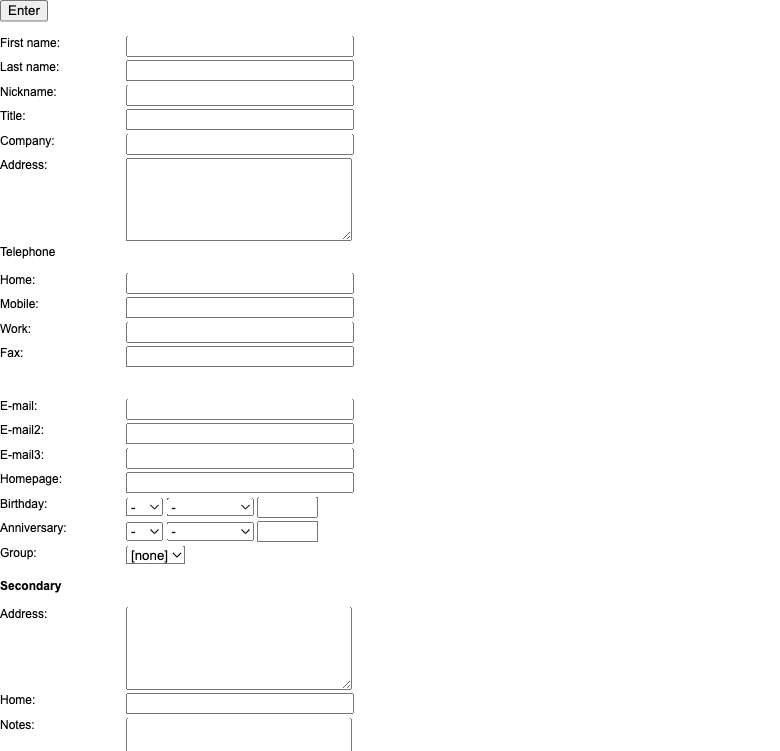 Enter
First name:
Last name:
Nickname:
Title:
Company:
Address:
Telephone
Home:
Mobile:
Work:
Fax:
E-mail:
E-mail2:
E-mail3:
Homepage:
Birthday: - -
Anniversary: - -
Group: [none]
Secondary
Address:
Home:
Notes: